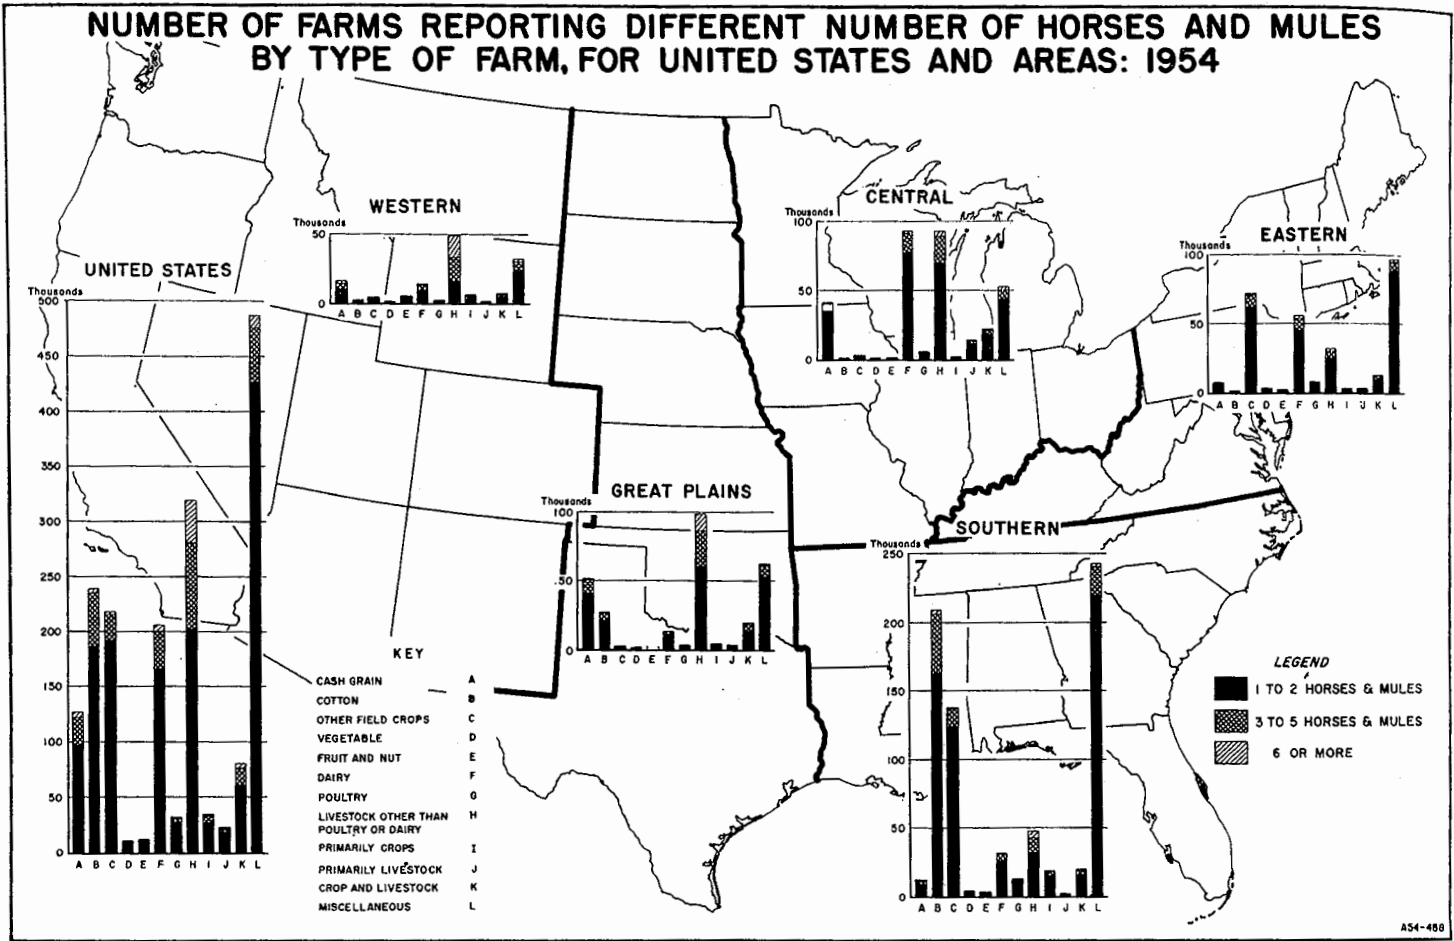 NUMBER OF FARMS REPORTING DIFFERENT NUMBER OF HORSES AND MULES
BY TYPE OF FARM, FOR UNITED STATES AND AREAS: 1954
WESTERN
Thousands
50
0
A B C D E F G H I J K L
CENTRAL
Thousands
100
50
0
A B C D E F G H I J K L
EASTERN
Thousands
100
50
0
A B C D E F G H I J K L
UNITED STATES
Thousands
500
450
400
350
300
250
200
150
100
50
0
A B C D E F G H I J K L
GREAT PLAINS
Thousands
100
50
0
A B C D E F G H I J K L
SOUTHERN
Thousands
250
200
150
100
50
0
A B C D E F G H I J K L
KEY
CASH GRAIN A
COTTON B
OTHER FIELD CROPS C
VEGETABLE D
FRUIT AND NUT E
DAIRY F
POULTRY G
LIVESTOCK OTHER THAN H
POULTRY OR DAIRY
PRIMARILY CROPS I
PRIMARILY LIVESTOCK J
CROP AND LIVESTOCK K
MISCELLANEOUS L
LEGEND
1 TO 2 HORSES & MULES
3 TO 5 HORSES & MULES
6 OR MORE
A54-488